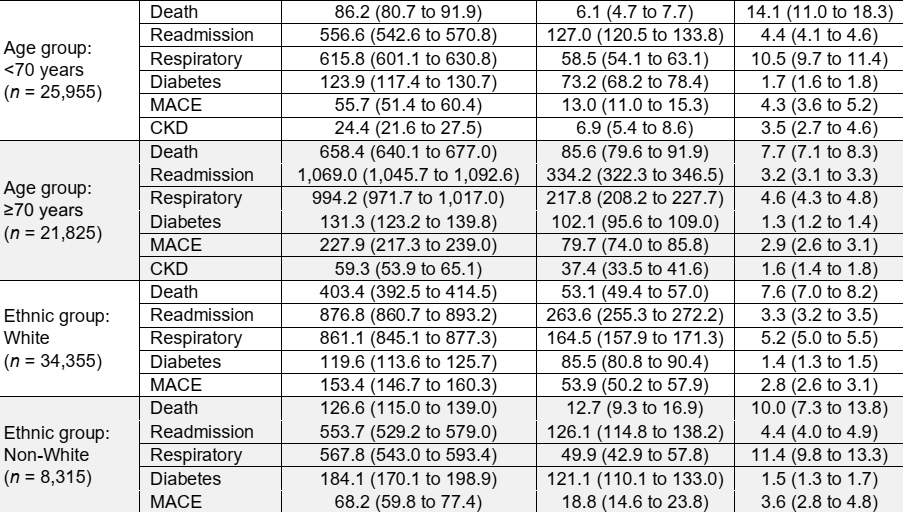 Age group:
<70 years
(n = 25,955)
Death 86.2 (80.7 to 91.9) 6.1 (4.7 to 7.7) 14.1 (11.0 to 18.3)
Readmission 556.6 (542.6 to 570.8) 127.0 (120.5 to 133.8) 4.4 (4.1 to 4.6)
Respiratory 615.8 (601.1 to 630.8) 58.5 (54.1 to 63.1) 10.5 (9.7 to 11.4)
Diabetes 123.9 (117.4 to 130.7) 73.2 (68.2 to 78.4) 1.7 (1.6 to 1.8)
MACE 55.7 (51.4 to 60.4) 13.0 (11.0 to 15.3) 4.3 (3.6 to 5.2)
CKD 24.4 (21.6 to 27.5) 6.9 (5.4 to 8.6) 3.5 (2.7 to 4.6)
Age group:
≥70 years
(n = 21,825)
Death 658.4 (640.1 to 677.0) 85.6 (79.6 to 91.9) 7.7 (7.1 to 8.3)
Readmission 1,069.0 (1,045.7 to 1,092.6) 334.2 (322.3 to 346.5) 3.2 (3.1 to 3.3)
Respiratory 994.2 (971.7 to 1,017.0) 217.8 (208.2 to 227.7) 4.6 (4.3 to 4.8)
Diabetes 131.3 (123.2 to 139.8) 102.1 (95.6 to 109.0) 1.3 (1.2 to 1.4)
MACE 227.9 (217.3 to 239.0) 79.7 (74.0 to 85.8) 2.9 (2.6 to 3.1)
CKD 59.3 (53.9 to 65.1) 37.4 (33.5 to 41.6) 1.6 (1.4 to 1.8)
Ethnic group:
White
(n = 34,355)
Death 403.4 (392.5 to 414.5) 53.1 (49.4 to 57.0) 7.6 (7.0 to 8.2)
Readmission 876.8 (860.7 to 893.2) 263.6 (255.3 to 272.2) 3.3 (3.2 to 3.5)
Respiratory 861.1 (845.1 to 877.3) 164.5 (157.9 to 171.3) 5.2 (5.0 to 5.5)
Diabetes 119.6 (113.6 to 125.7) 85.5 (80.8 to 90.4) 1.4 (1.3 to 1.5)
MACE 153.4 (146.7 to 160.3) 53.9 (50.2 to 57.9) 2.8 (2.6 to 3.1)
Ethnic group:
Non-White
(n = 8,315)
Death 126.6 (115.0 to 139.0) 12.7 (9.3 to 16.9) 10.0 (7.3 to 13.8)
Readmission 553.7 (529.2 to 579.0) 126.1 (114.8 to 138.2) 4.4 (4.0 to 4.9)
Respiratory 567.8 (543.0 to 593.4) 49.9 (42.9 to 57.8) 11.4 (9.8 to 13.3)
Diabetes 184.1 (170.1 to 198.9) 121.1 (110.1 to 133.0) 1.5 (1.3 to 1.7)
MACE 68.2 (59.8 to 77.4) 18.8 (14.6 to 23.8) 3.6 (2.8 to 4.8)